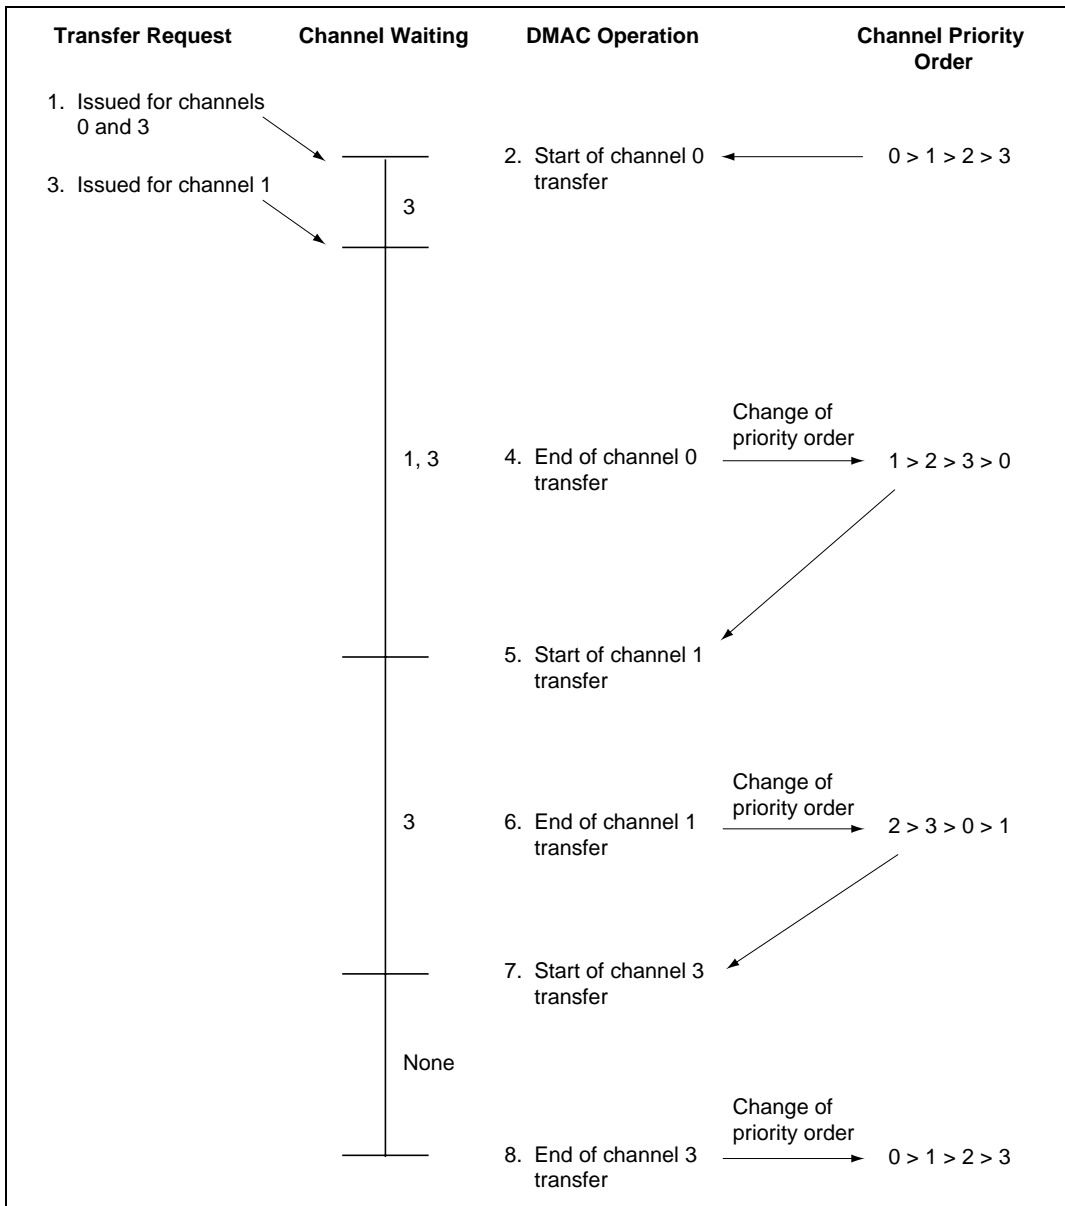 Transfer Request
Channel Waiting
DMAC Operation
Channel Priority
Order
1. Issued for channels
0 and 3
2. Start of channel 0
transfer
0 > 1 > 2 > 3
3. Issued for channel 1
3
1, 3
4. End of channel 0
transfer
Change of
priority order
1 > 2 > 3 > 0
5. Start of channel 1
transfer
3
6. End of channel 1
transfer
Change of
priority order
2 > 3 > 0 > 1
7. Start of channel 3
transfer
None
8. End of channel 3
transfer
Change of
priority order
0 > 1 > 2 > 3